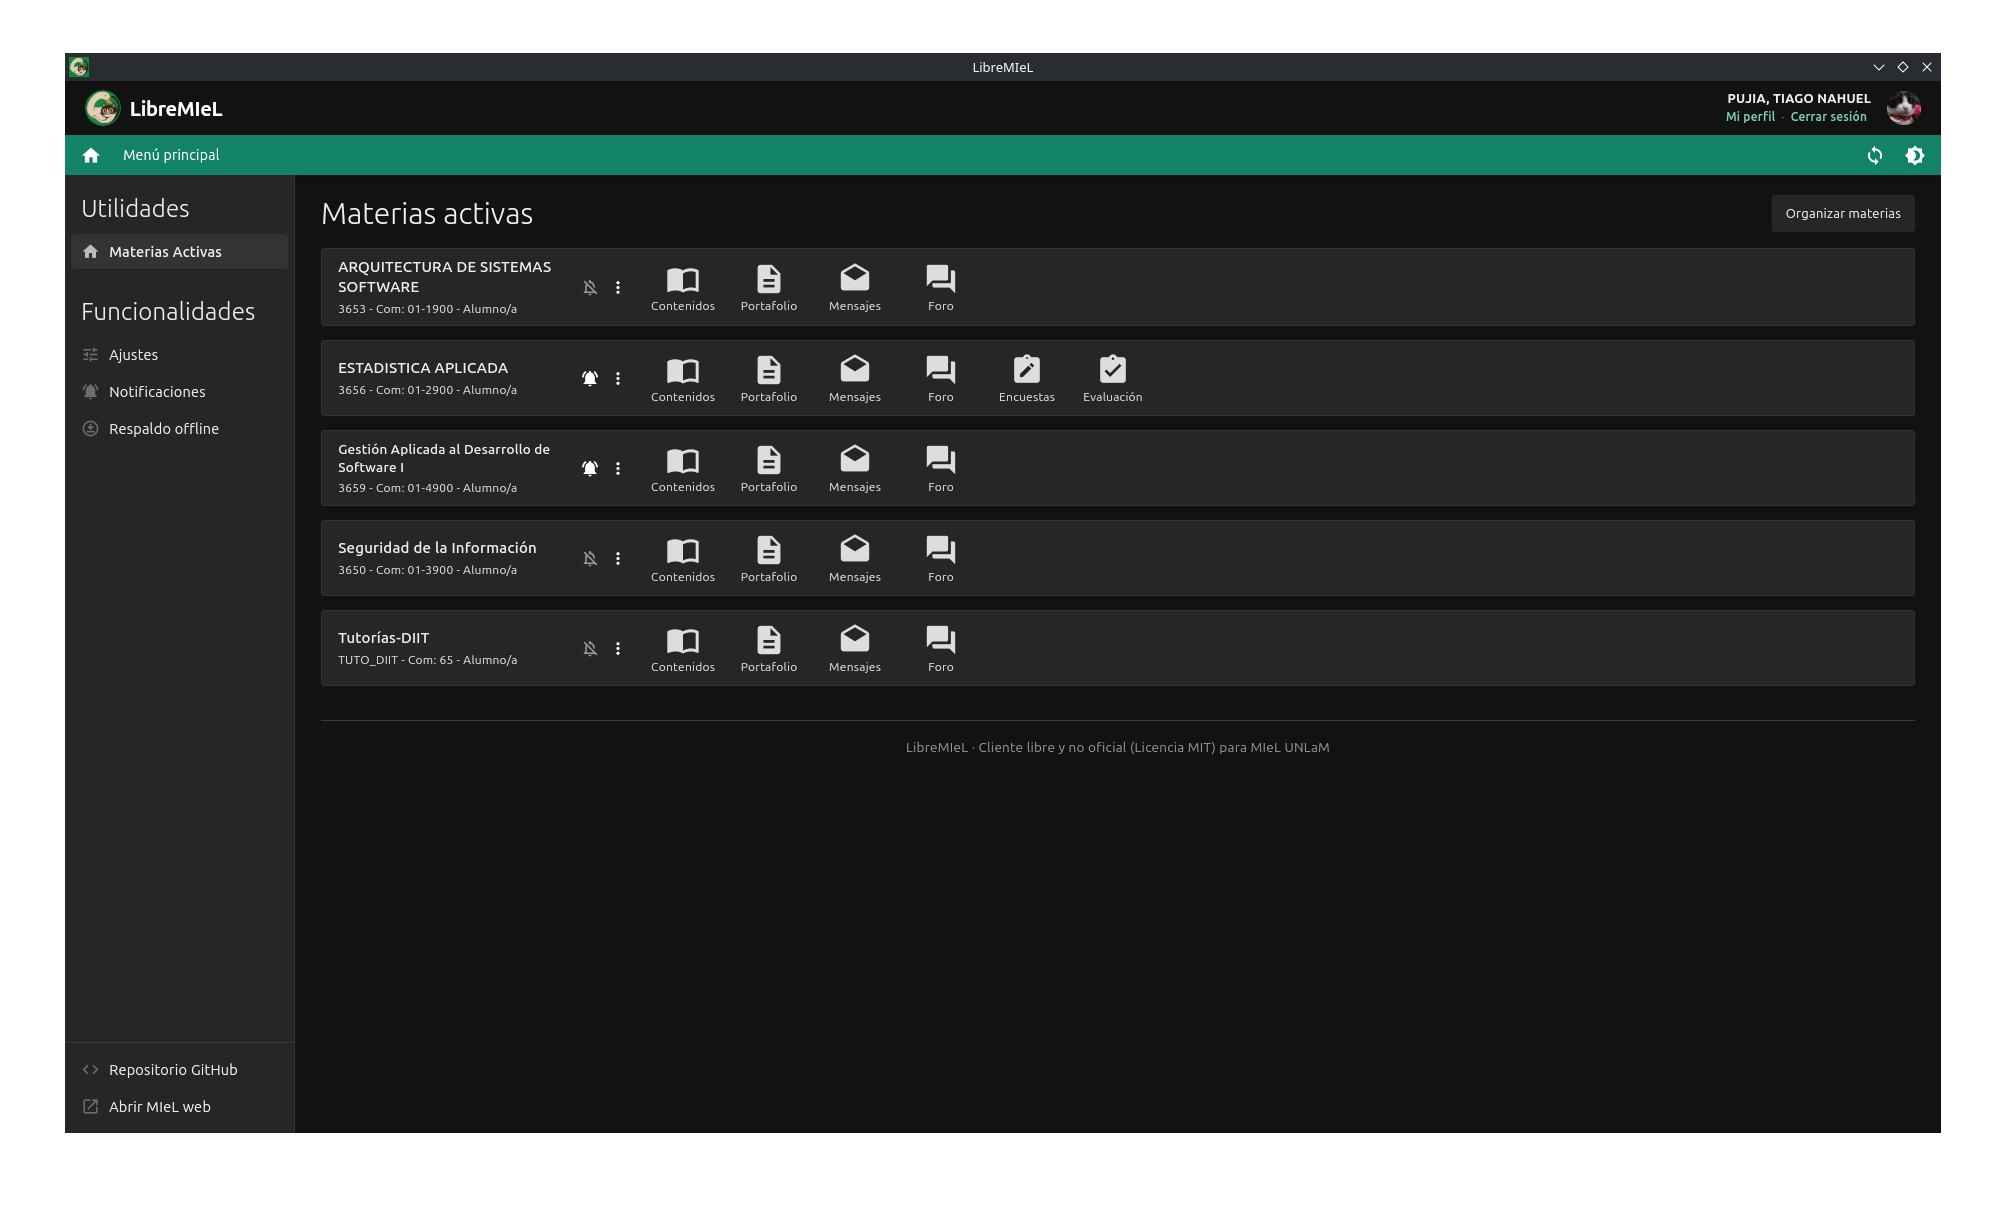 LibreMIeL
LibreMIeL
PUJIA, TIAGO NAHUEL
Mi perfil · Cerrar sesión
Menú principal
Utilidades
Materias Activas
Funcionalidades
Ajustes
Notificaciones
Respaldo offline
Repositorio GitHub
Abrir MIeL web
Materias activas
Organizar materias
ARQUITECTURA DE SISTEMAS
SOFTWARE
3653 - Com: 01-1900 - Alumno/a
Contenidos Portafolio Mensajes Foro
ESTADISTICA APLICADA
3656 - Com: 01-2900 - Alumno/a
Contenidos Portafolio Mensajes Foro Encuestas Evaluación
Gestión Aplicada al Desarrollo de
Software I
3659 - Com: 01-4900 - Alumno/a
Contenidos Portafolio Mensajes Foro
Seguridad de la Información
3650 - Com: 01-3900 - Alumno/a
Contenidos Portafolio Mensajes Foro
Tutorías-DIIT
TUTO_DIIT - Com: 65 - Alumno/a
Contenidos Portafolio Mensajes Foro
LibreMIeL · Cliente libre y no oficial (Licencia MIT) para MIeL UNLaM